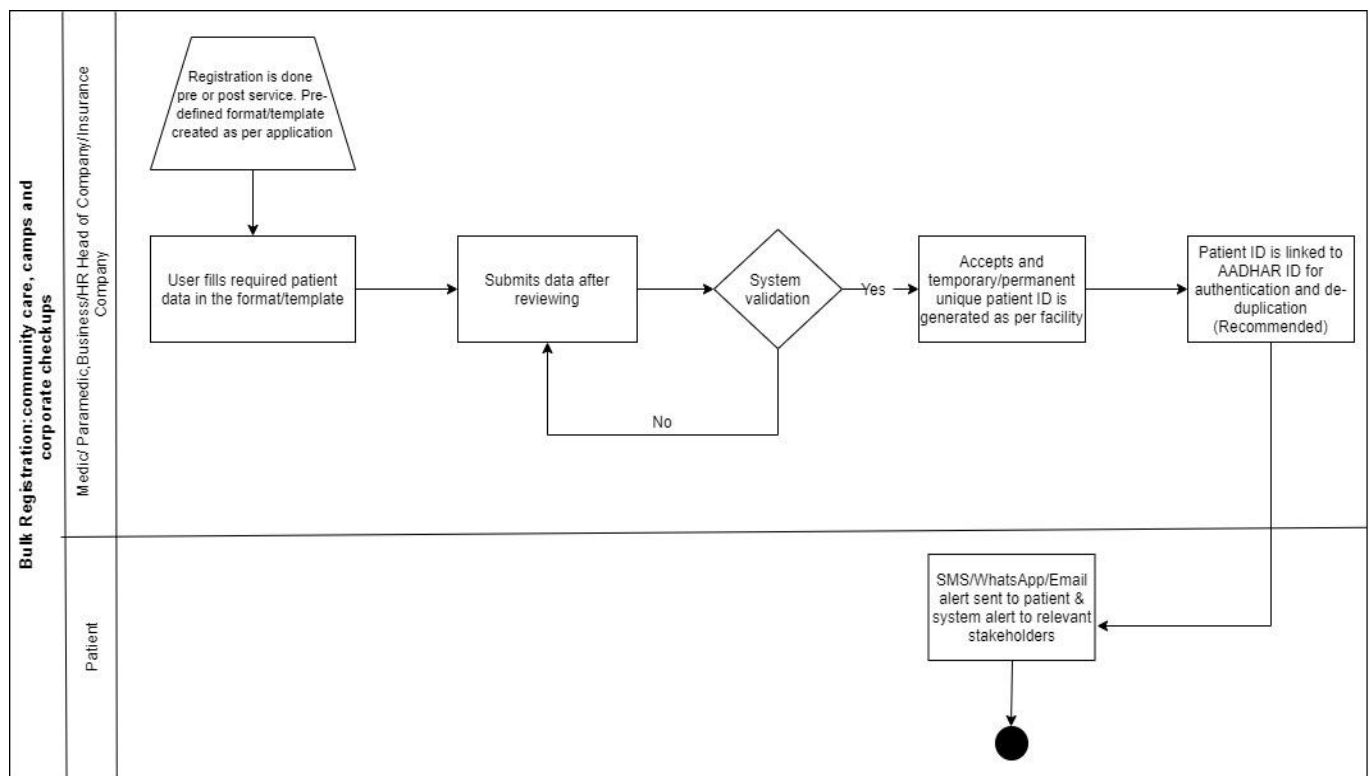 Bulk Registration:community care, camps and
corporate checkups
Medic/ Paramedic,Business/HR Head of Company/Insurance
Company
Registration is done
pre or post service. Pre-
defined format/template
created as per application
User fills required patient
data in the format/template
Submits data after
reviewing
System
validation
Yes
No
Accepts and
temporary/permanent
unique patient ID is
generated as per facility
Patient ID is linked to
AADHAR ID for
authentication and de-
duplication
(Recommended)
Patient
SMS/WhatsApp/Email
alert sent to patient &
system alert to relevant
stakeholders